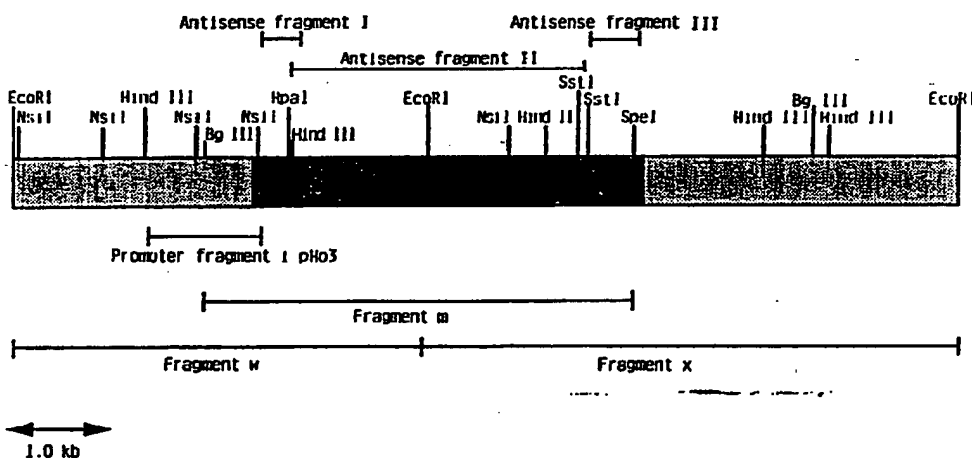 Antisense fragment I
Antisense fragment III
Antisense fragment II
EcoRI
NsiI
NsiI
Hind III
NsiI
Bg III
NsiI
HpaI
Hind III
EcoRI
NsiI
Hind II
SstI
SstI
SpeI
Hind III
Bg III
Hind III
EcoRI
Promoter fragment i pHo3
Fragment m
Fragment w
Fragment x
1.0 kb